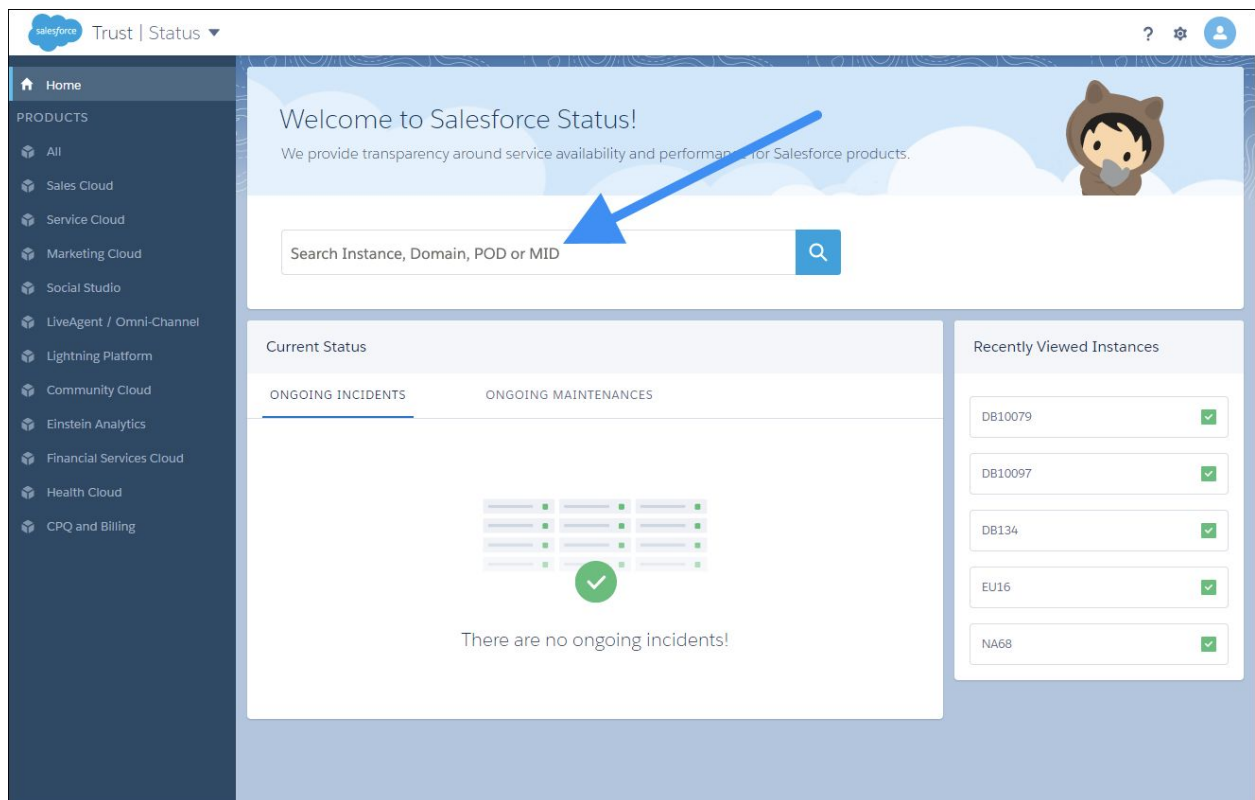 salesforce
Trust | Status
?
Home
PRODUCTS
All
Sales Cloud
Service Cloud
Marketing Cloud
Social Studio
LiveAgent / Omni-Channel
Lightning Platform
Community Cloud
Einstein Analytics
Financial Services Cloud
Health Cloud
CPQ and Billing
Welcome to Salesforce Status!
We provide transparency around service availability and performance for Salesforce products.
Search Instance, Domain, POD or MID
Current Status
ONGOING INCIDENTS
ONGOING MAINTENANCES
There are no ongoing incidents!
Recently Viewed Instances
DB10079
DB10097
DB134
EU16
NA68